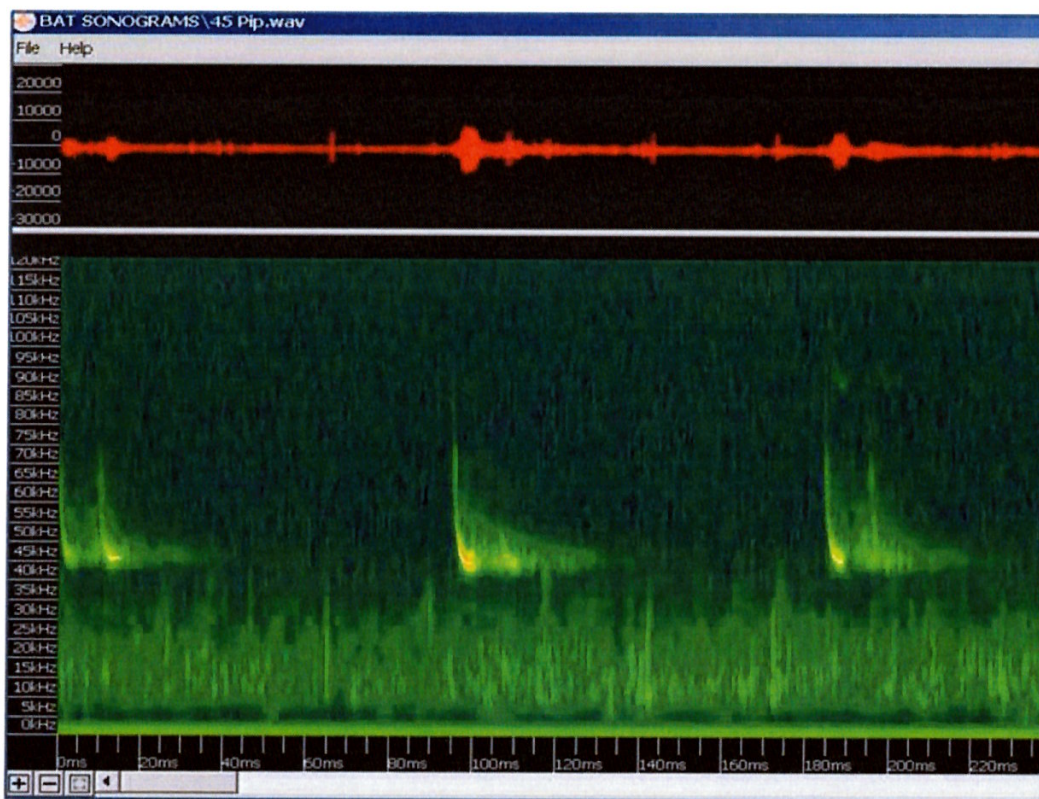 BAT SONOGRAMS\45 Pip.wav
File Help
20000
10000
0
-10000
-20000
-30000
120kHz
115kHz
110kHz
105kHz
100kHz
95kHz
90kHz
85kHz
80kHz
75kHz
70kHz
65kHz
60kHz
55kHz
50kHz
45kHz
40kHz
35kHz
30kHz
25kHz
20kHz
15kHz
10kHz
5kHz
0kHz
0ms 20ms 40ms 60ms 80ms 100ms 120ms 140ms 160ms 180ms 200ms 220ms